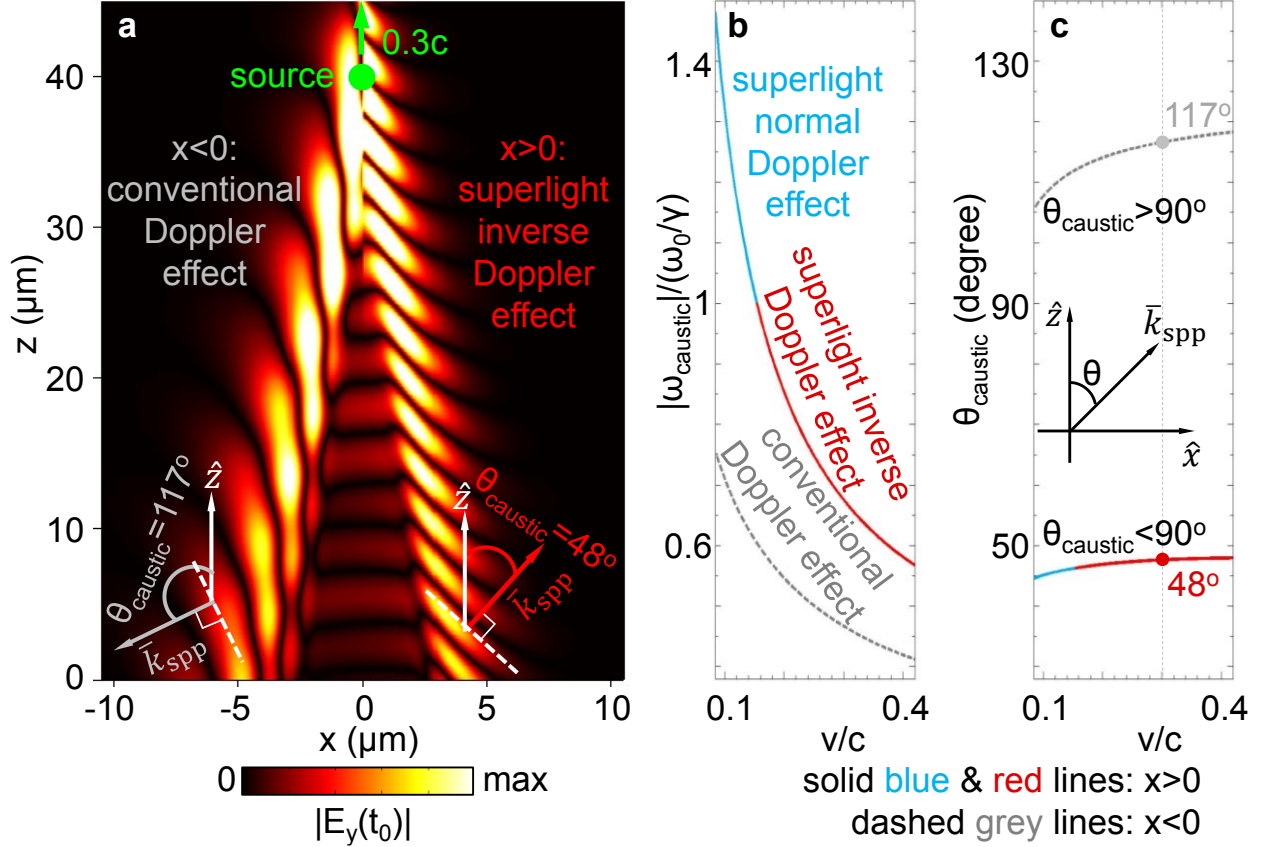 a
0.3c
source
x<0:
conventional
Doppler
effect
x>0:
superlight
inverse
Doppler
effect
z (μm)
40
30
20
10
0
θcaustic=117°
ẑ
k̄spp
ẑ
θcaustic=48°
k̄spp
-10
-5
0
5
10
x (μm)
0
max
|Ey(t0)|
b
|ωcaustic|/(ω0/γ)
1.4
1
0.6
superlight
normal
Doppler
effect
superlight inverse
Doppler effect
conventional
Doppler effect
0.1
0.4
v/c
c
θcaustic (degree)
130
90
50
117°
θcaustic>90°
ẑ
k̄spp
θ
x̂
θcaustic<90°
48°
0.1
0.4
v/c
solid blue & red lines: x>0
dashed grey lines: x<0